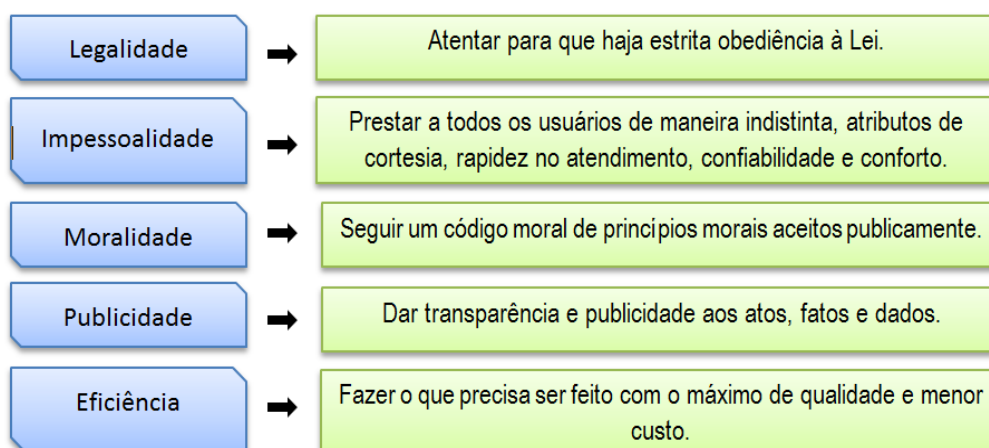 Legalidade
Atentar para que haja estrita obediência à Lei.
Impessoalidade
Prestar a todos os usuários de maneira indistinta, atributos de
cortesia, rapidez no atendimento, confiabilidade e conforto.
Moralidade
Seguir um código moral de princípios morais aceitos publicamente.
Publicidade
Dar transparência e publicidade aos atos, fatos e dados.
Eficiência
Fazer o que precisa ser feito com o máximo de qualidade e menor
custo.